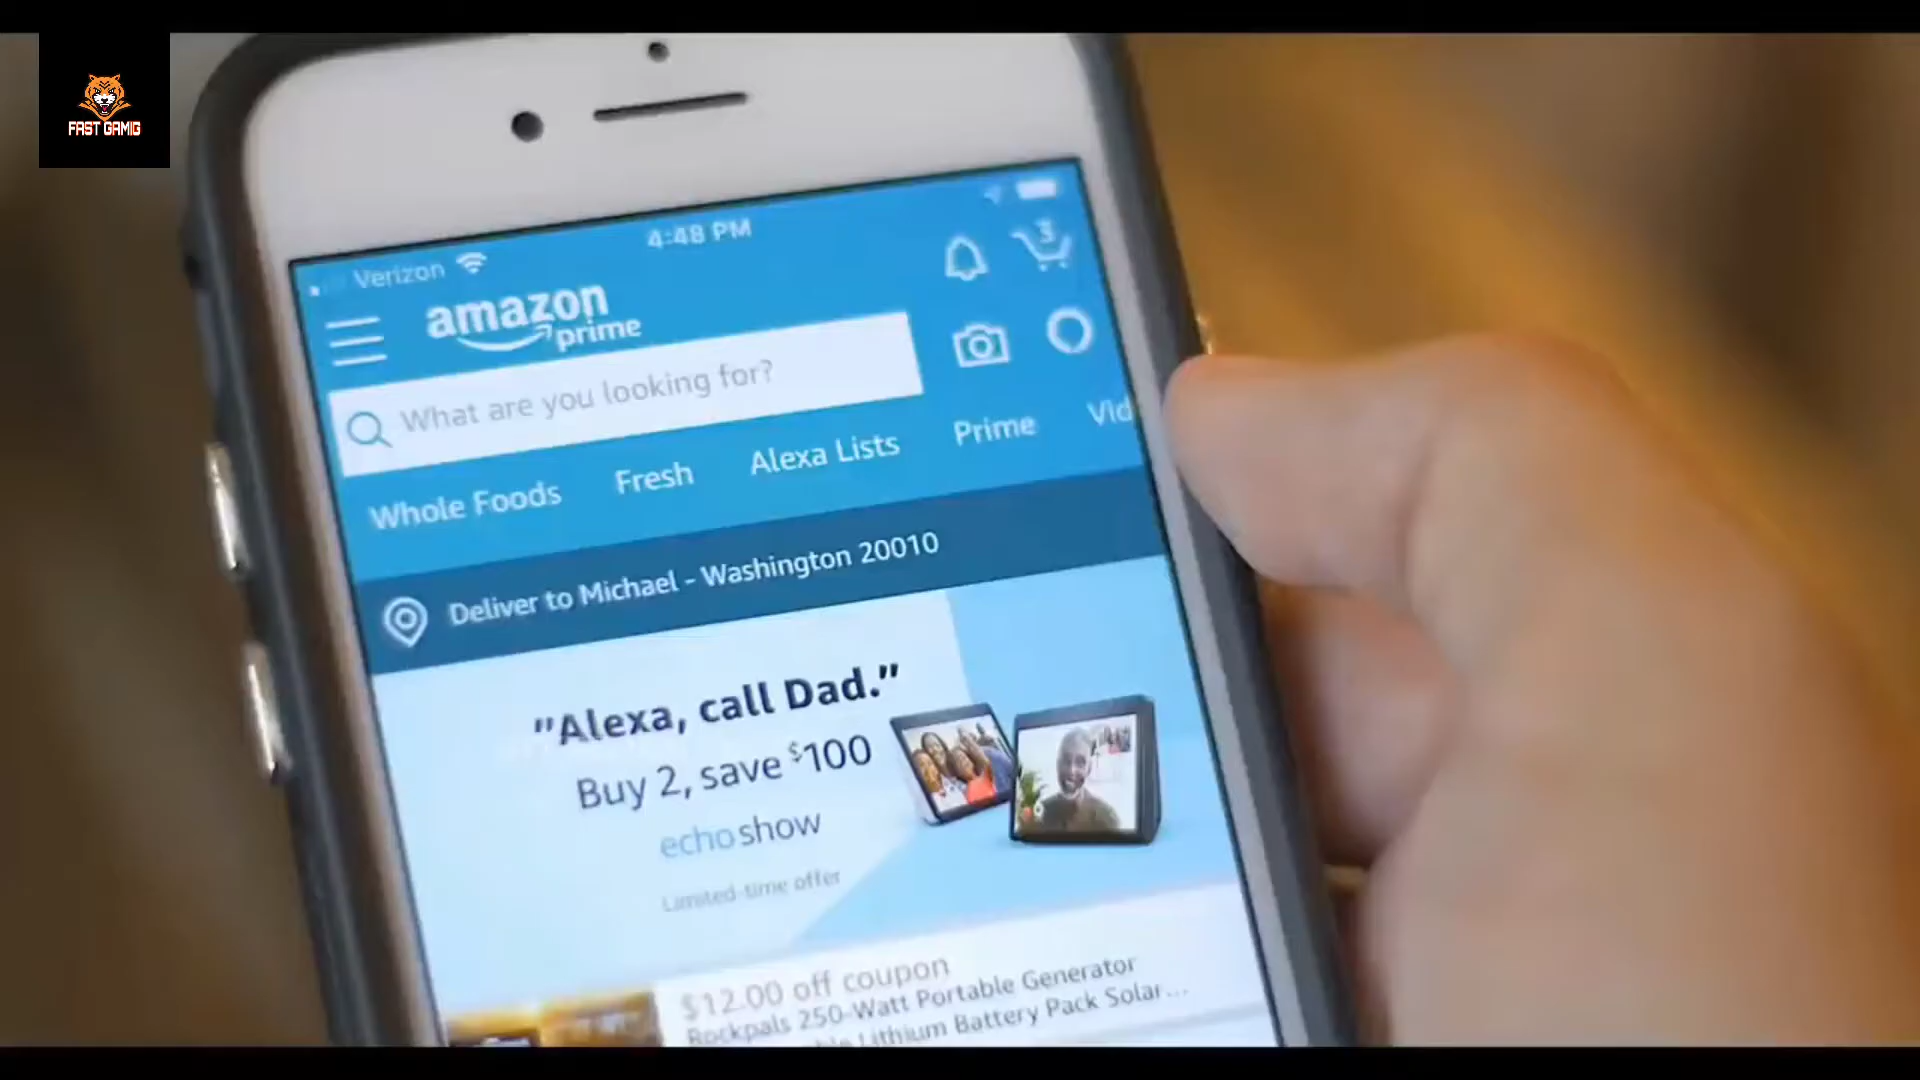 FAST GAMIG
4:48 PM
Verizon
3
amazon
prime
What are you looking for?
Whole Foods Fresh Alexa Lists Prime Vid
Deliver to Michael - Washington 20010
"Alexa, call Dad."
Buy 2, save $100
echo show
Limited-time offer
$12.00 off coupon
Rockpals 250-Watt Portable Generator
Lithium Battery Pack Solar...